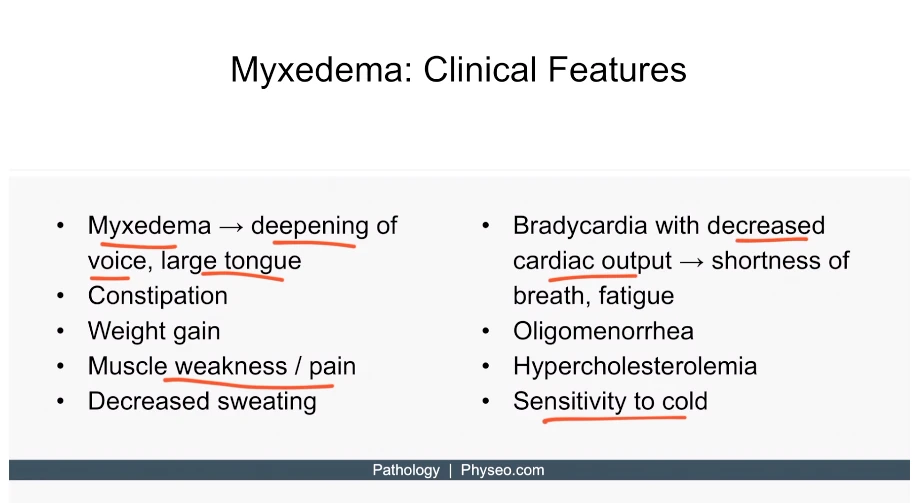 Myxedema: Clinical Features
• Myxedema → deepening of
voice, large tongue
• Constipation
• Weight gain
• Muscle weakness / pain
• Decreased sweating
• Bradycardia with decreased
cardiac output → shortness of
breath, fatigue
• Oligomenorrhea
• Hypercholesterolemia
• Sensitivity to cold
Pathology | Physeo.com